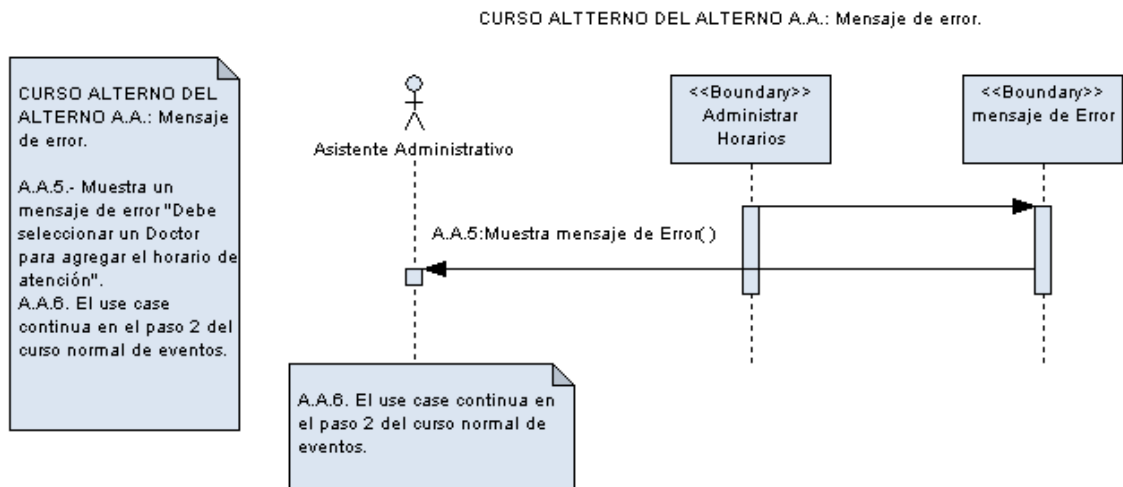 CURSO ALTTERNO DEL ALTERNO A.A.: Mensaje de error.
CURSO ALTERNO DEL
ALTERNO A.A.: Mensaje
de error.
A.A.5.- Muestra un
mensaje de error "Debe
seleccionar un Doctor
para agregar el horario de
atención".
A.A.6. El use case
continua en el paso 2 del
curso normal de eventos.
Asistente Administrativo
<<Boundary>>
Administrar
Horarios
<<Boundary>>
mensaje de Error
A.A.5:Muestra mensaje de Error( )
A.A.6. El use case continua en
el paso 2 del curso normal de
eventos.